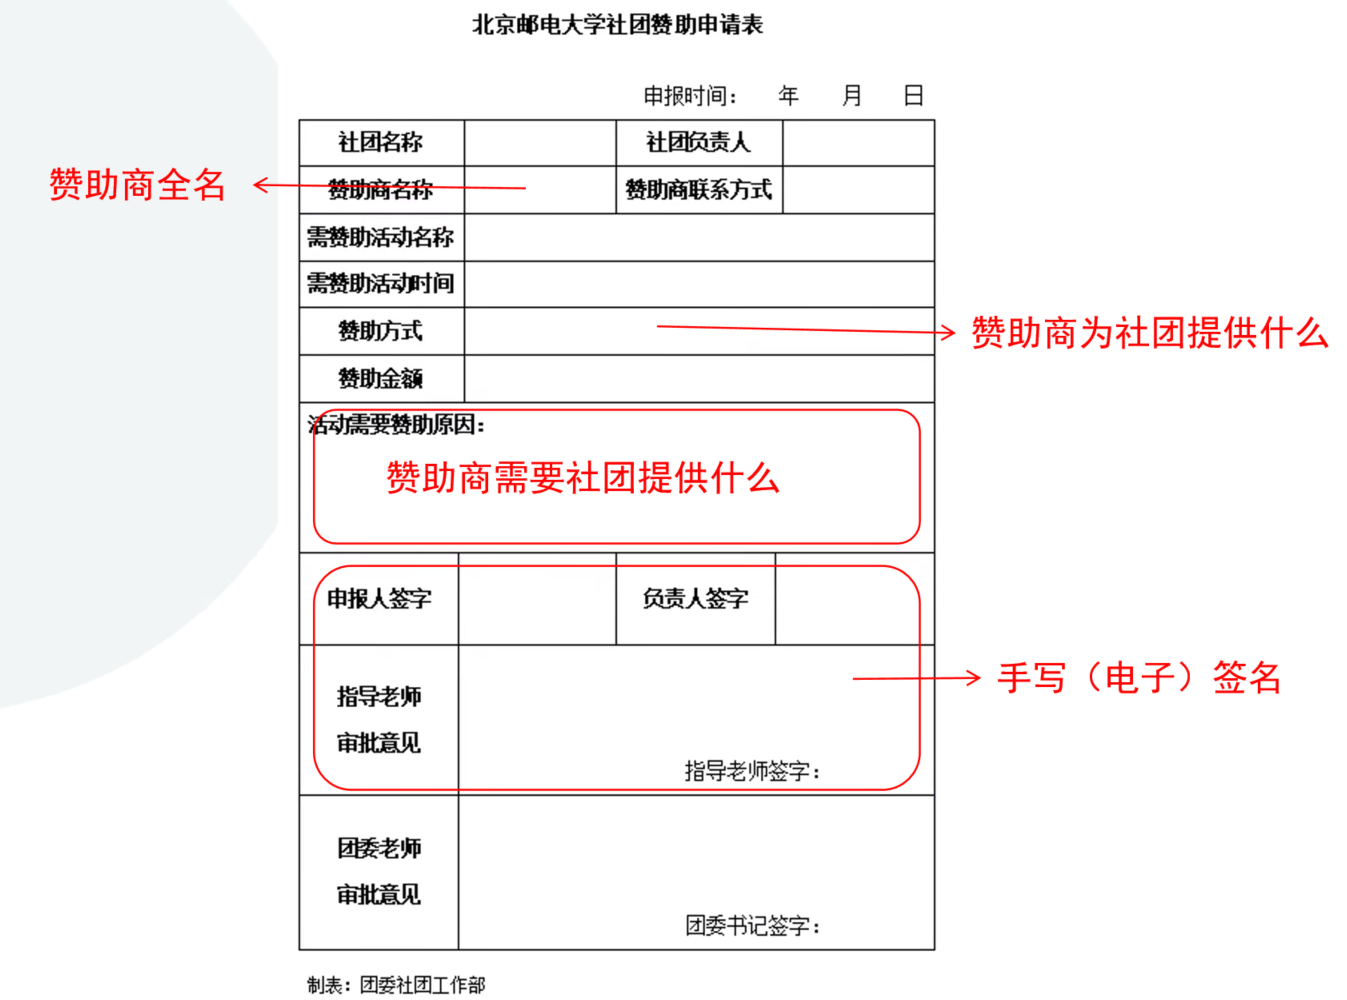 北京邮电大学社团赞助申请表
申报时间： 年 月 日
社团名称 社团负责人
赞助商全名
赞助商名称 赞助商联系方式
需赞助活动名称
需赞助活动时间
赞助方式
赞助商为社团提供什么
赞助金额
活动需要赞助原因：
赞助商需要社团提供什么
申报人签字 负责人签字
手写（电子）签名
指导老师
审批意见
指导老师签字：
团委老师
审批意见
团委书记签字：
制表：团委社团工作部